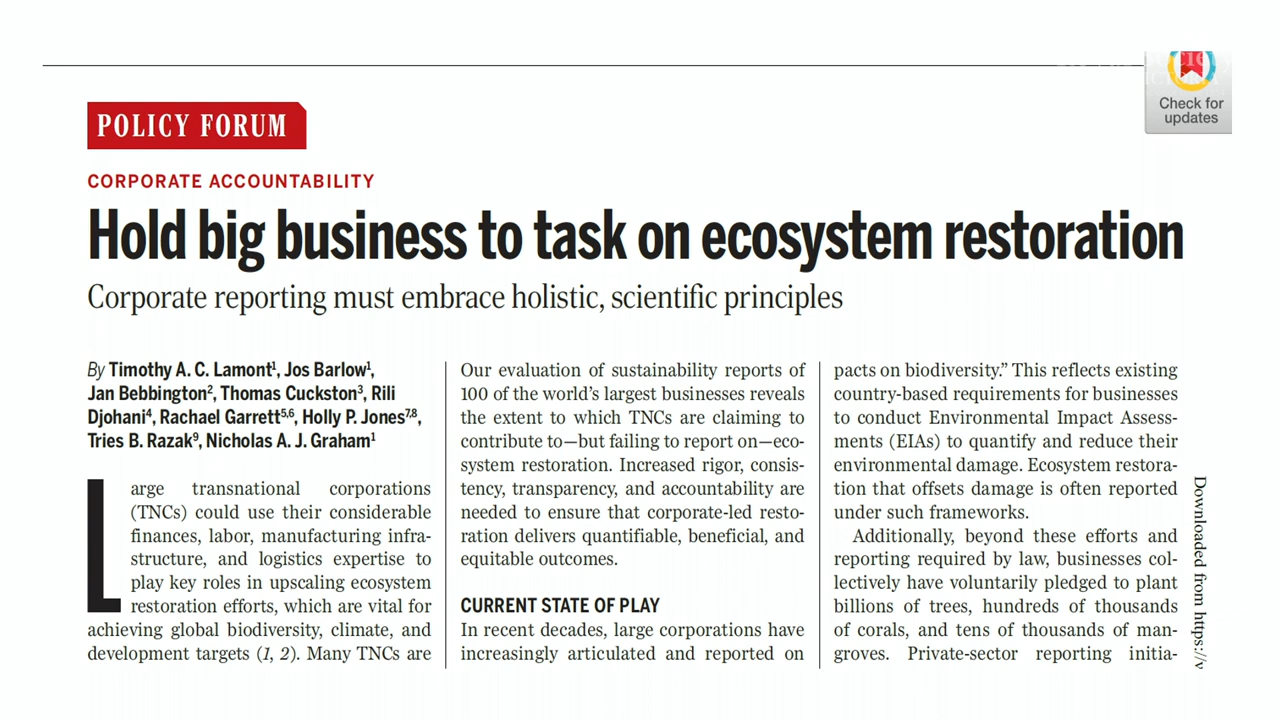 Check for
updates
POLICY FORUM
CORPORATE ACCOUNTABILITY
Hold big business to task on ecosystem restoration
Corporate reporting must embrace holistic, scientific principles
By Timothy A. C. Lamont¹, Jos Barlow¹,
Jan Bebbington², Thomas Cuckston³, Rili
Djohani⁴, Rachael Garrett⁵,⁶, Holly P. Jones⁷,⁸,
Tries B. Razak⁹, Nicholas A. J. Graham¹
Large transnational corporations
(TNCs) could use their considerable
finances, labor, manufacturing infra-
structure, and logistics expertise to
play key roles in upscaling ecosystem
restoration efforts, which are vital for
achieving global biodiversity, climate, and
development targets (1, 2). Many TNCs are
Our evaluation of sustainability reports of
100 of the world's largest businesses reveals
the extent to which TNCs are claiming to
contribute to—but failing to report on—eco-
system restoration. Increased rigor, consis-
tency, transparency, and accountability are
needed to ensure that corporate-led resto-
ration delivers quantifiable, beneficial, and
equitable outcomes.
CURRENT STATE OF PLAY
In recent decades, large corporations have
increasingly articulated and reported on
pacts on biodiversity." This reflects existing
country-based requirements for businesses
to conduct Environmental Impact Assess-
ments (EIAs) to quantify and reduce their
environmental damage. Ecosystem restora-
tion that offsets damage is often reported
under such frameworks.
Additionally, beyond these efforts and
reporting required by law, businesses col-
lectively have voluntarily pledged to plant
billions of trees, hundreds of thousands
of corals, and tens of thousands of man-
groves. Private-sector reporting initia-
Downloaded from https://v